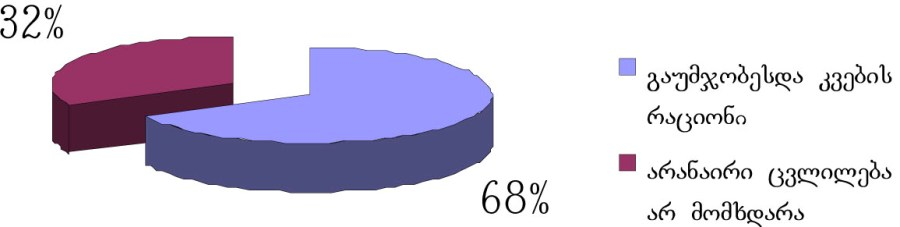 32%
68%
გაუმჯობესდა კვების
რაციონი
არანაირი ცვლილება
არ მომხდარა